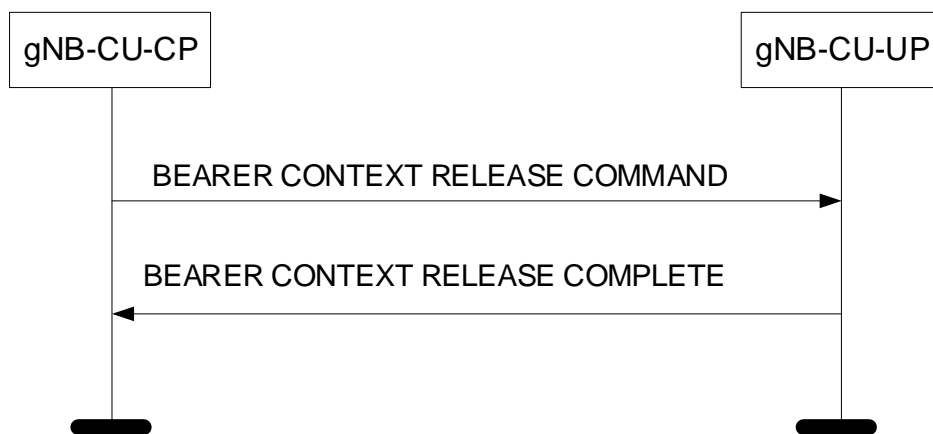 gNB-CU-CP
gNB-CU-UP
BEARER CONTEXT RELEASE COMMAND
BEARER CONTEXT RELEASE COMPLETE